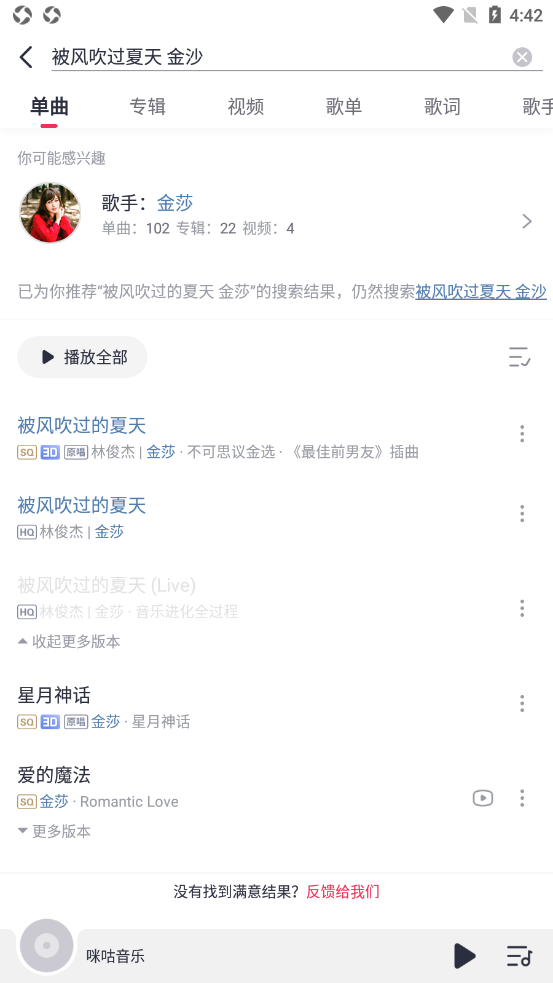 4:42
被风吹过夏天 金沙
单曲 专辑 视频 歌单 歌词 歌手
你可能感兴趣
歌手：金莎
单曲：102 专辑：22 视频：4
已为你推荐“被风吹过的夏天 金莎”的搜索结果，仍然搜索被风吹过夏天 金沙
播放全部
被风吹过的夏天
SQ 3D 原唱 林俊杰 | 金莎 · 不可思议金选 · 《最佳前男友》插曲
被风吹过的夏天
HQ 林俊杰 | 金莎
被风吹过的夏天 (Live)
HQ 林俊杰 | 金莎 · 音乐进化全过程
收起更多版本
星月神话
SQ 3D 原唱 金莎 · 星月神话
爱的魔法
SQ 金莎 · Romantic Love
更多版本
没有找到满意结果？反馈给我们
咪咕音乐